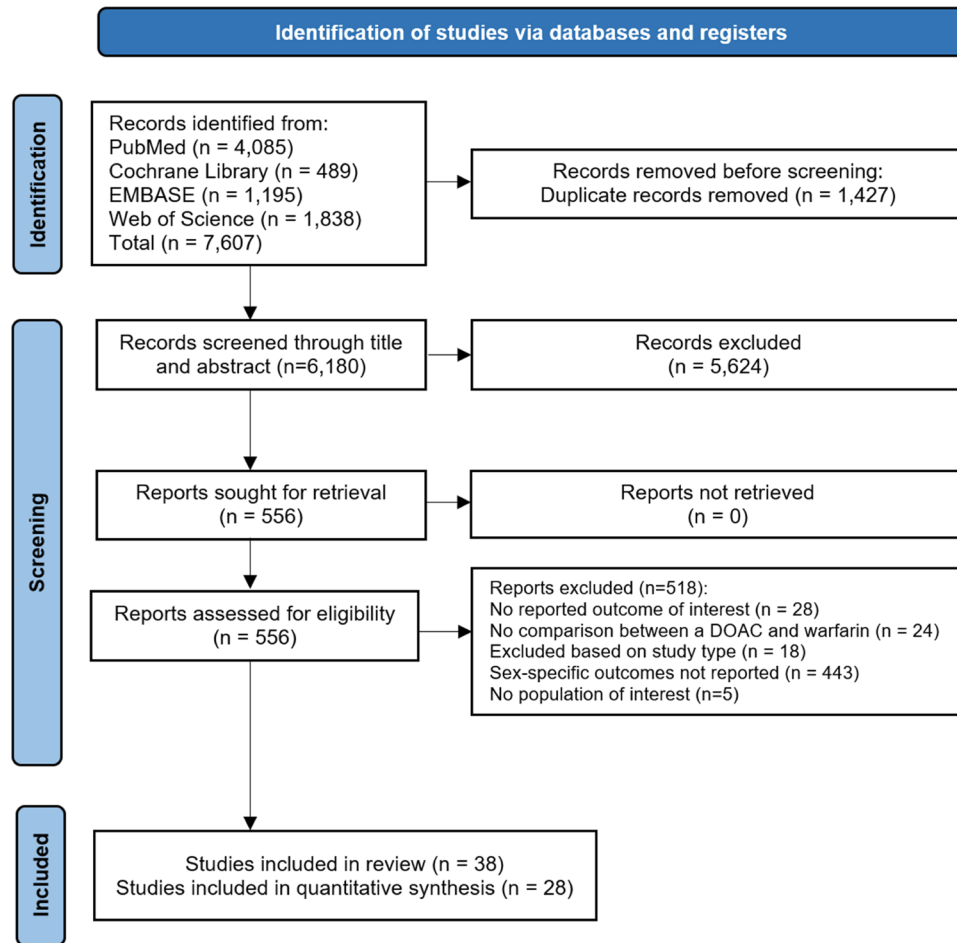 Identification of studies via databases and registers
Identification
Records identified from:
PubMed (n = 4,085)
Cochrane Library (n = 489)
EMBASE (n = 1,195)
Web of Science (n = 1,838)
Total (n = 7,607)
Records removed before screening:
Duplicate records removed (n = 1,427)
Screening
Records screened through title
and abstract (n=6,180)
Records excluded
(n = 5,624)
Reports sought for retrieval
(n = 556)
Reports not retrieved
(n = 0)
Reports assessed for eligibility
(n = 556)
Reports excluded (n=518):
No reported outcome of interest (n = 28)
No comparison between a DOAC and warfarin (n = 24)
Excluded based on study type (n = 18)
Sex-specific outcomes not reported (n = 443)
No population of interest (n=5)
Included
Studies included in review (n = 38)
Studies included in quantitative synthesis (n = 28)